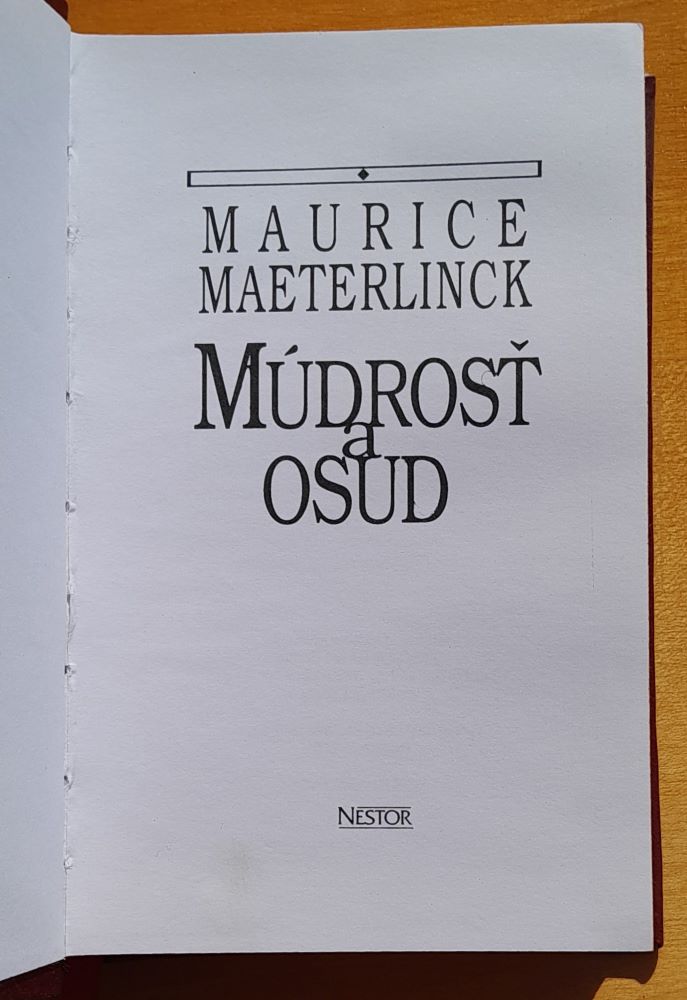 MAURICE
MAETERLINCK
MÚDROSŤ
a
OSUD
NESTOR